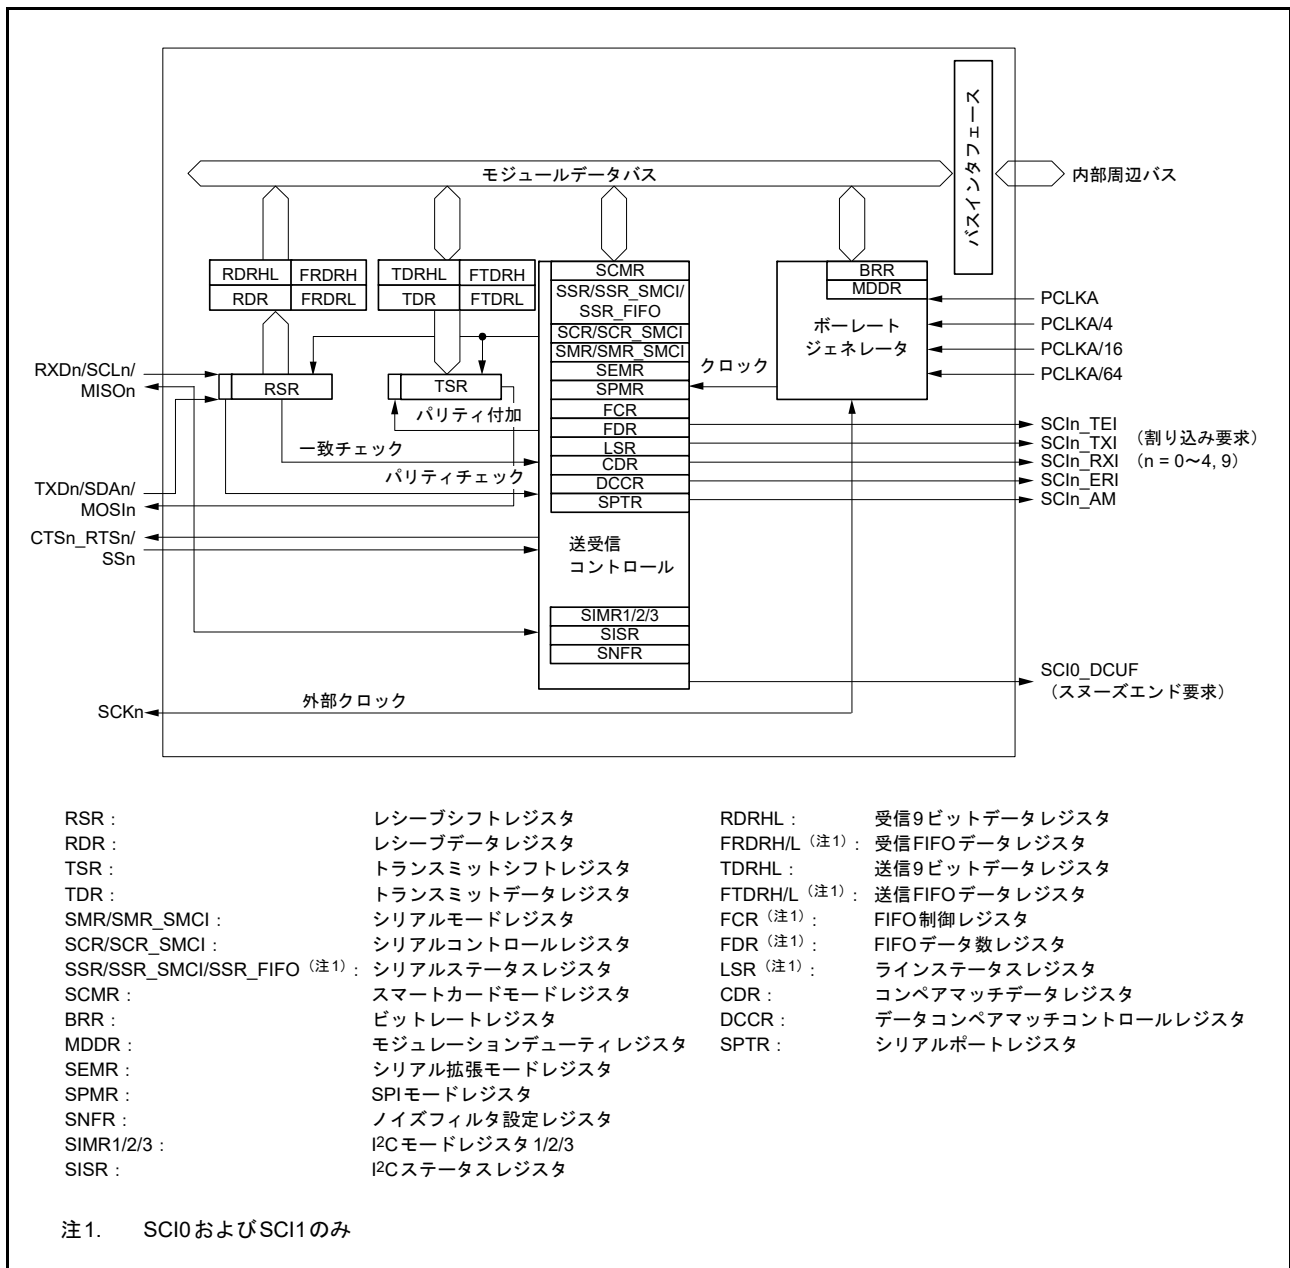 バスインタフェース
モジュールデータバス
内部周辺バス
RDRHL FRDRH
RDR FRDRL
TDRHL FTDRH
TDR FTDRL
SCMR
SSR/SSR_SMCI/
SSR_FIFO
SCR/SCR_SMCI
SMR/SMR_SMCI
SEMR
SPMR
FCR
FDR
LSR
CDR
DCCR
SPTR
送受信
コントロール
SIMR1/2/3
SISR
SNFR
BRR
MDDR
ボーレート
ジェネレータ
クロック
PCLKA
PCLKA/4
PCLKA/16
PCLKA/64
RXDn/SCLn/
MISOn
RSR
TSR
パリティ付加
一致チェック
パリティチェック
TXDn/SDAn/
MOSIn
CTSn_RTSn/
SSn
SCKn
外部クロック
SCIn_TEI
SCIn_TXI （割り込み要求）
SCIn_RXI （n = 0～4, 9）
SCIn_ERI
SCIn_AM
SCI0_DCUF
（スヌーズエンド要求）
RSR： レシーブシフトレジスタ
RDR： レシーブデータレジスタ
TSR： トランスミットシフトレジスタ
TDR： トランスミットデータレジスタ
SMR/SMR_SMCI： シリアルモードレジスタ
SCR/SCR_SMCI： シリアルコントロールレジスタ
SSR/SSR_SMCI/SSR_FIFO（注1）： シリアルステータスレジスタ
SCMR： スマートカードモードレジスタ
BRR： ビットレートレジスタ
MDDR： モジュレーションデューティレジスタ
SEMR： シリアル拡張モードレジスタ
SPMR： SPIモードレジスタ
SNFR： ノイズフィルタ設定レジスタ
SIMR1/2/3： I2Cモードレジスタ1/2/3
SISR： I2Cステータスレジスタ
RDRHL： 受信9ビットデータレジスタ
FRDRH/L（注1）： 受信FIFOデータレジスタ
TDRHL： 送信9ビットデータレジスタ
FTDRH/L（注1）： 送信FIFOデータレジスタ
FCR（注1）： FIFO制御レジスタ
FDR（注1）： FIFOデータ数レジスタ
LSR（注1）： ラインステータスレジスタ
CDR： コンペアマッチデータレジスタ
DCCR： データコンペアマッチコントロールレジスタ
SPTR： シリアルポートレジスタ
注1. SCI0およびSCI1のみ